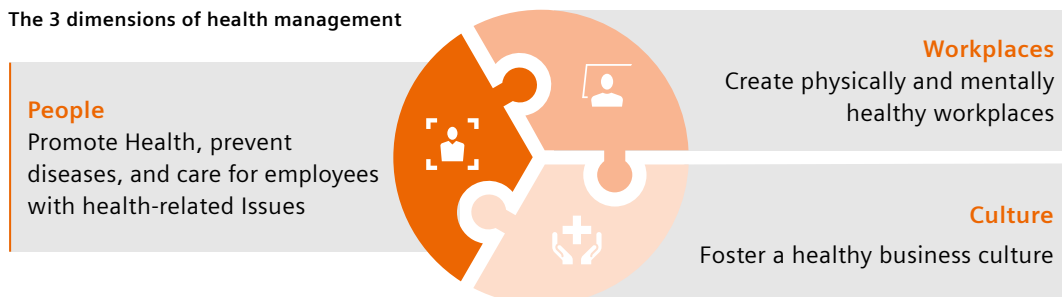 The 3 dimensions of health management
People
Promote Health, prevent
diseases, and care for employees
with health-related Issues
Workplaces
Create physically and mentally
healthy workplaces
Culture
Foster a healthy business culture